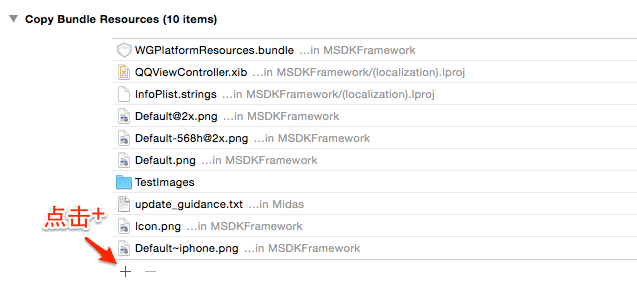 Copy Bundle Resources (10 items)
WGPlatformResources.bundle ...in MSDKFramework
QQViewController.xib ...in MSDKFramework/(localization).lproj
InfoPlist.strings ...in MSDKFramework/(localization).lproj
Default@2x.png ...in MSDKFramework
Default-568h@2x.png ...in MSDKFramework
Default.png ...in MSDKFramework
TestImages
update_guidance.txt ...in Midas
点击+
Icon.png ...in MSDKFramework
Default~iphone.png ...in MSDKFramework